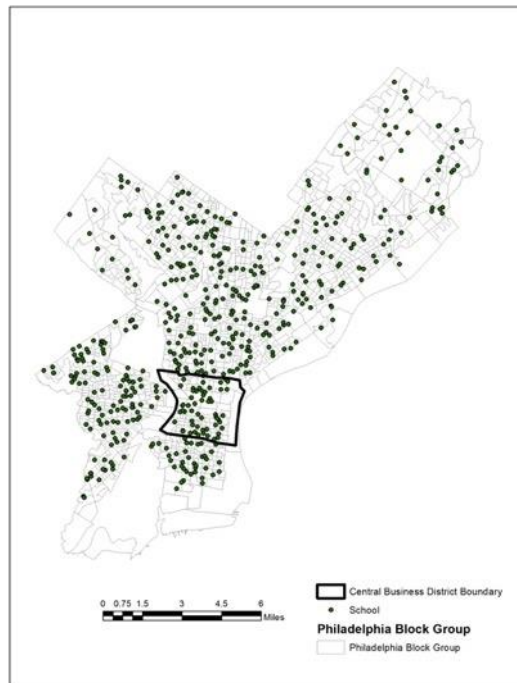 0 0.75 1.5 3 4.5 6
Miles
Central Business District Boundary
School
Philadelphia Block Group
Philadelphia Block Group